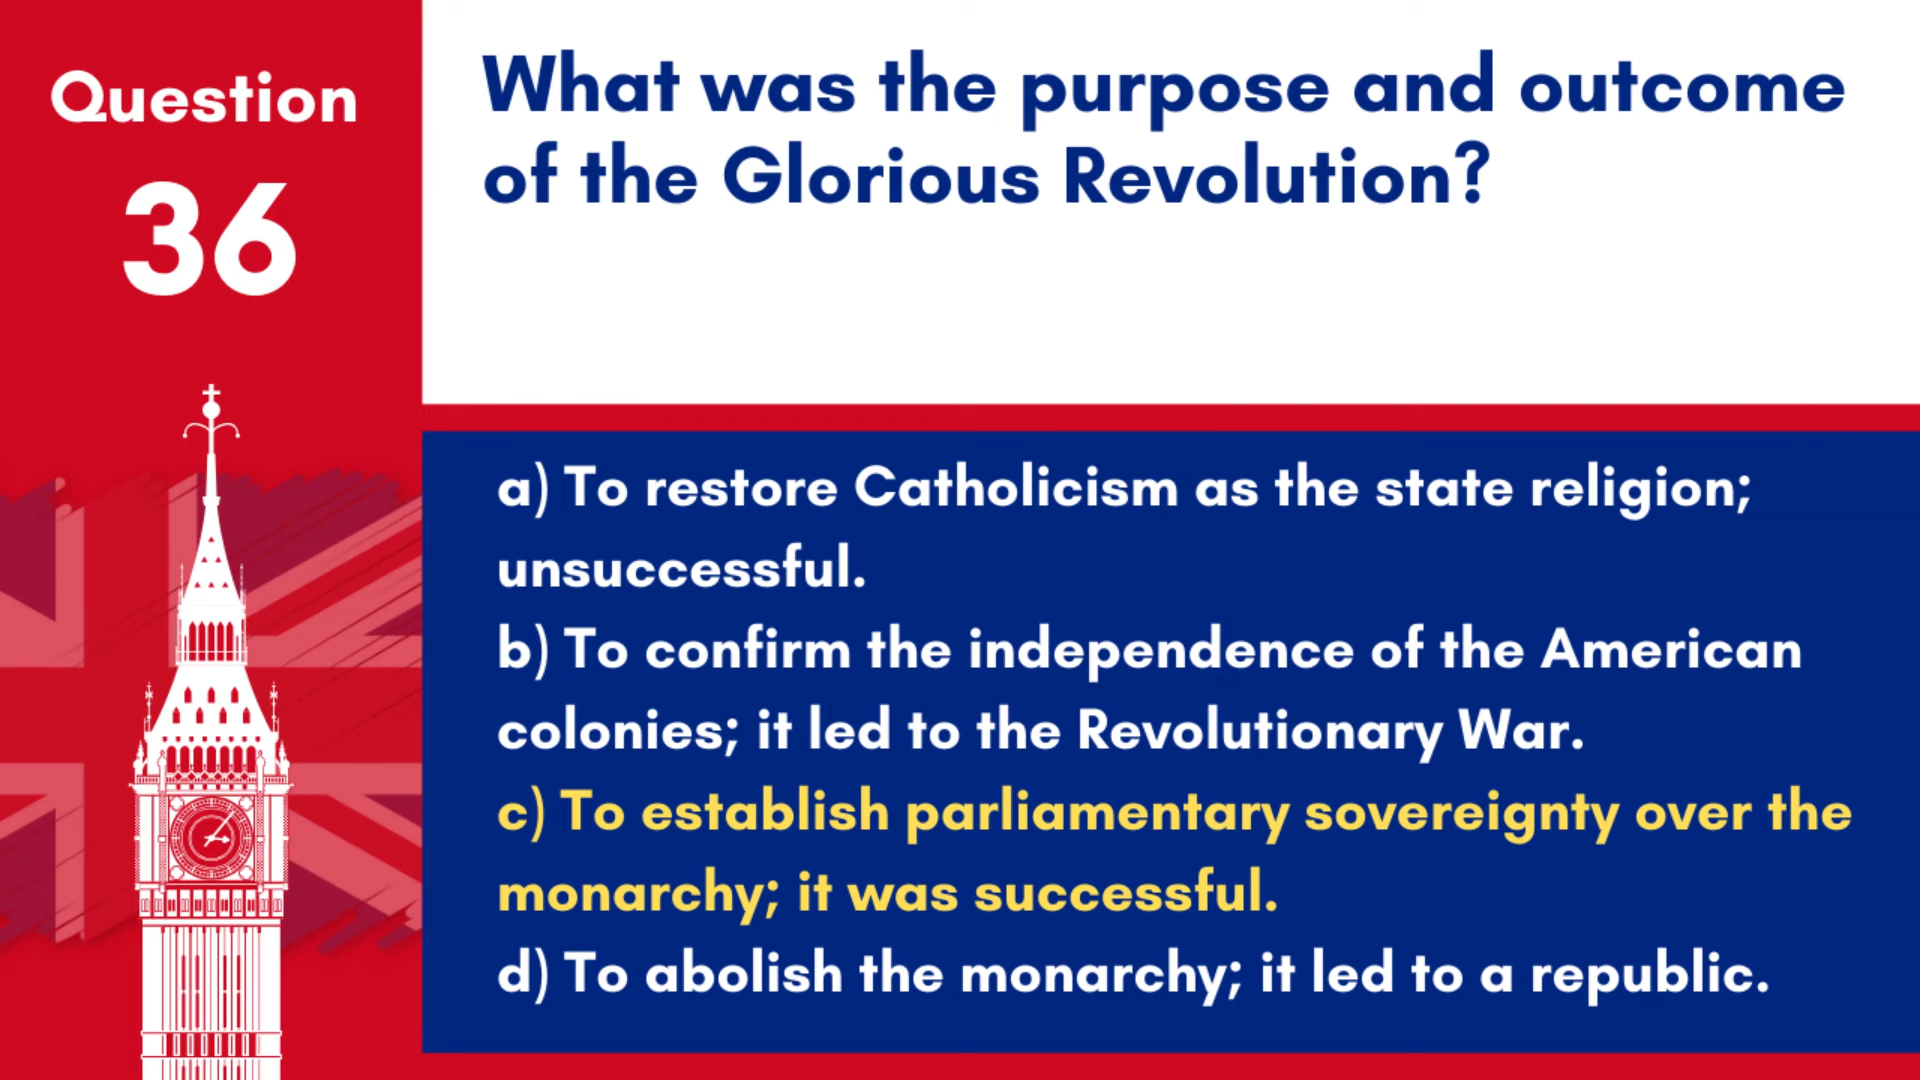 Question
36
What was the purpose and outcome
of the Glorious Revolution?
a) To restore Catholicism as the state religion;
unsuccessful.
b) To confirm the independence of the American
colonies; it led to the Revolutionary War.
c) To establish parliamentary sovereignty over the
monarchy; it was successful.
d) To abolish the monarchy; it led to a republic.